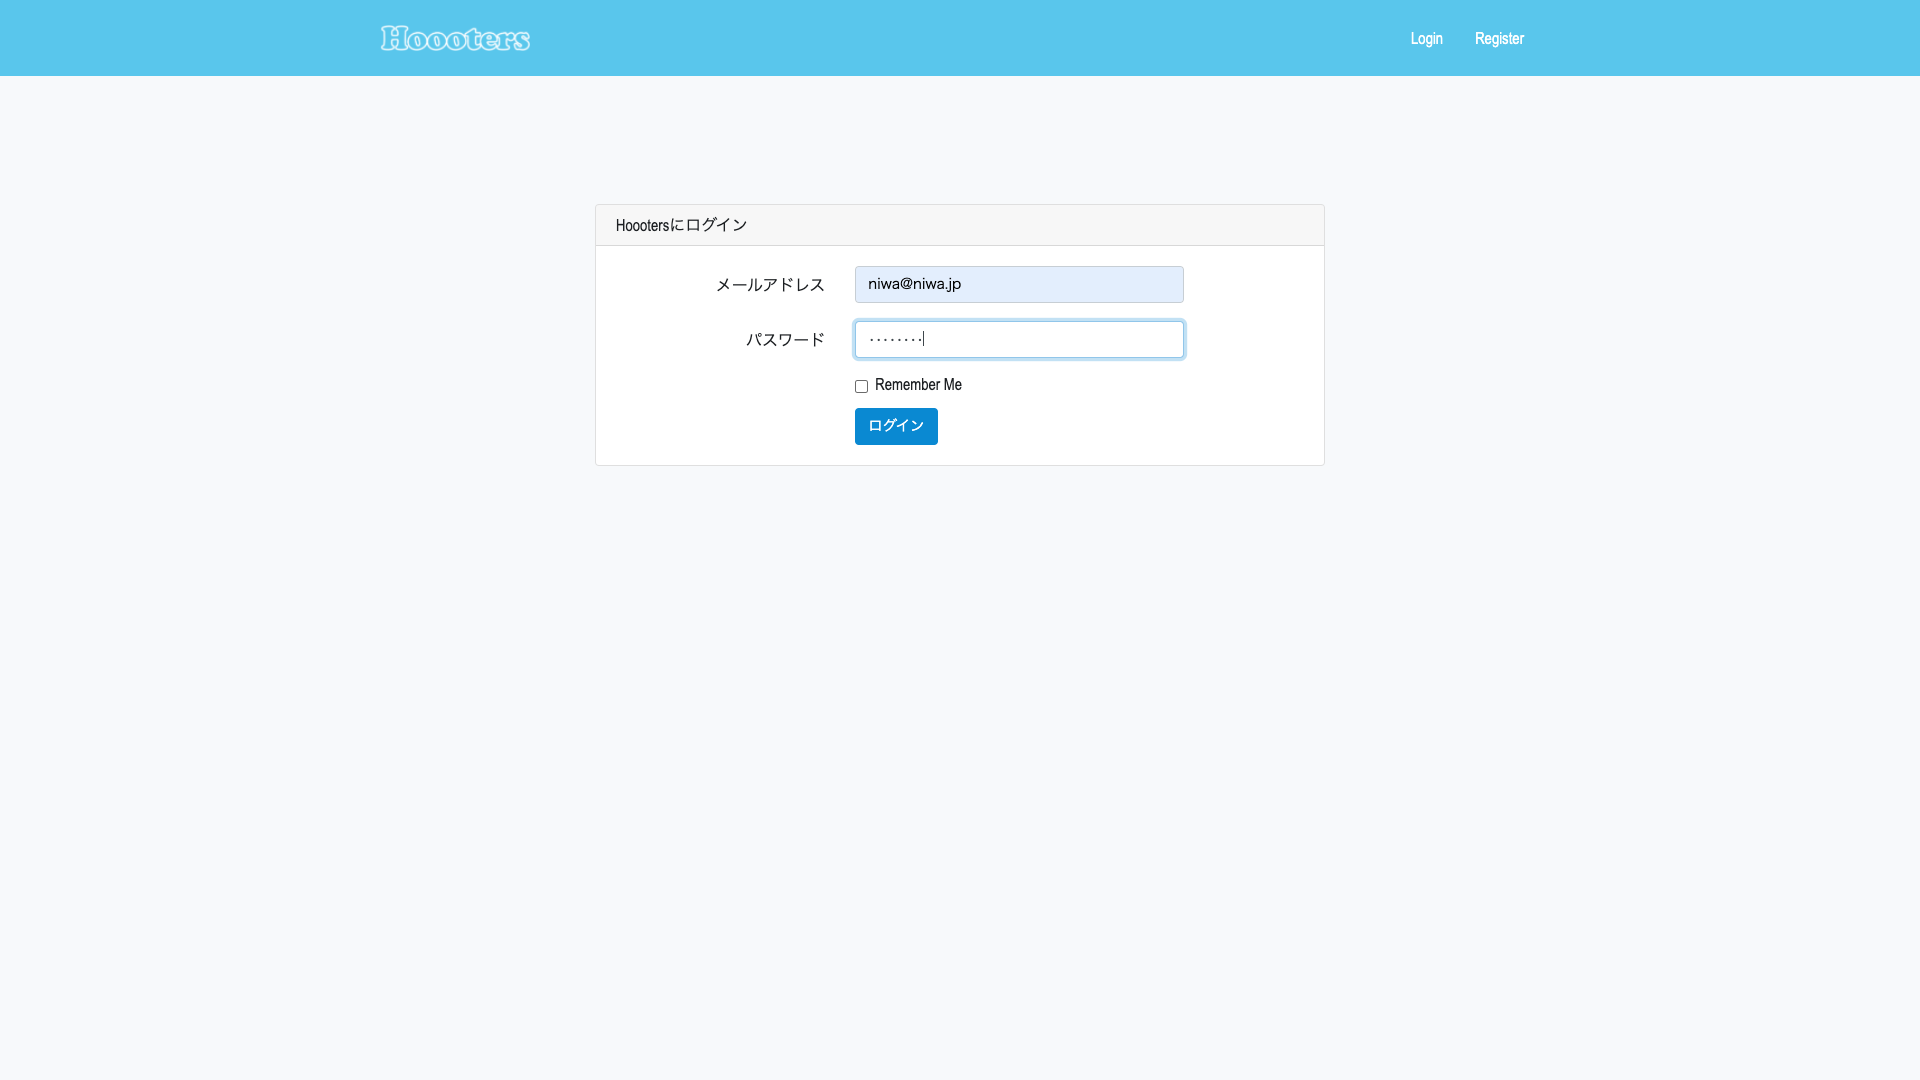 Hoooters
Login
Register
Hoootersにログイン
メールアドレス
niwa@niwa.jp
パスワード
········
Remember Me
ログイン